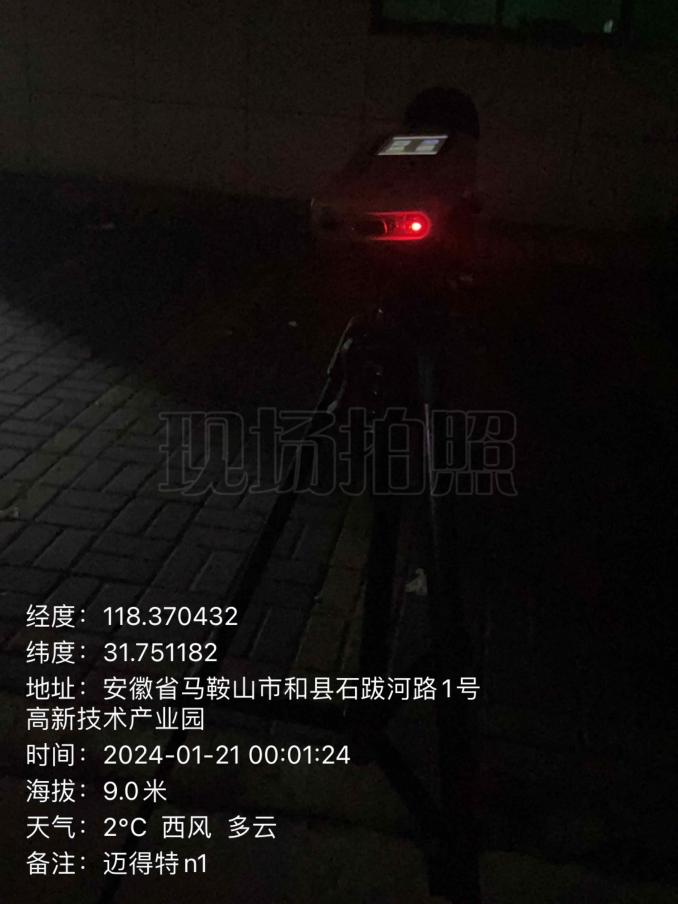 现场拍照
经度：118.370432
纬度：31.751182
地址：安徽省马鞍山市和县石跋河路1号
高新技术产业园
时间：2024-01-21 00:01:24
海拔：9.0米
天气：2℃ 西风 多云
备注：迈得特n1